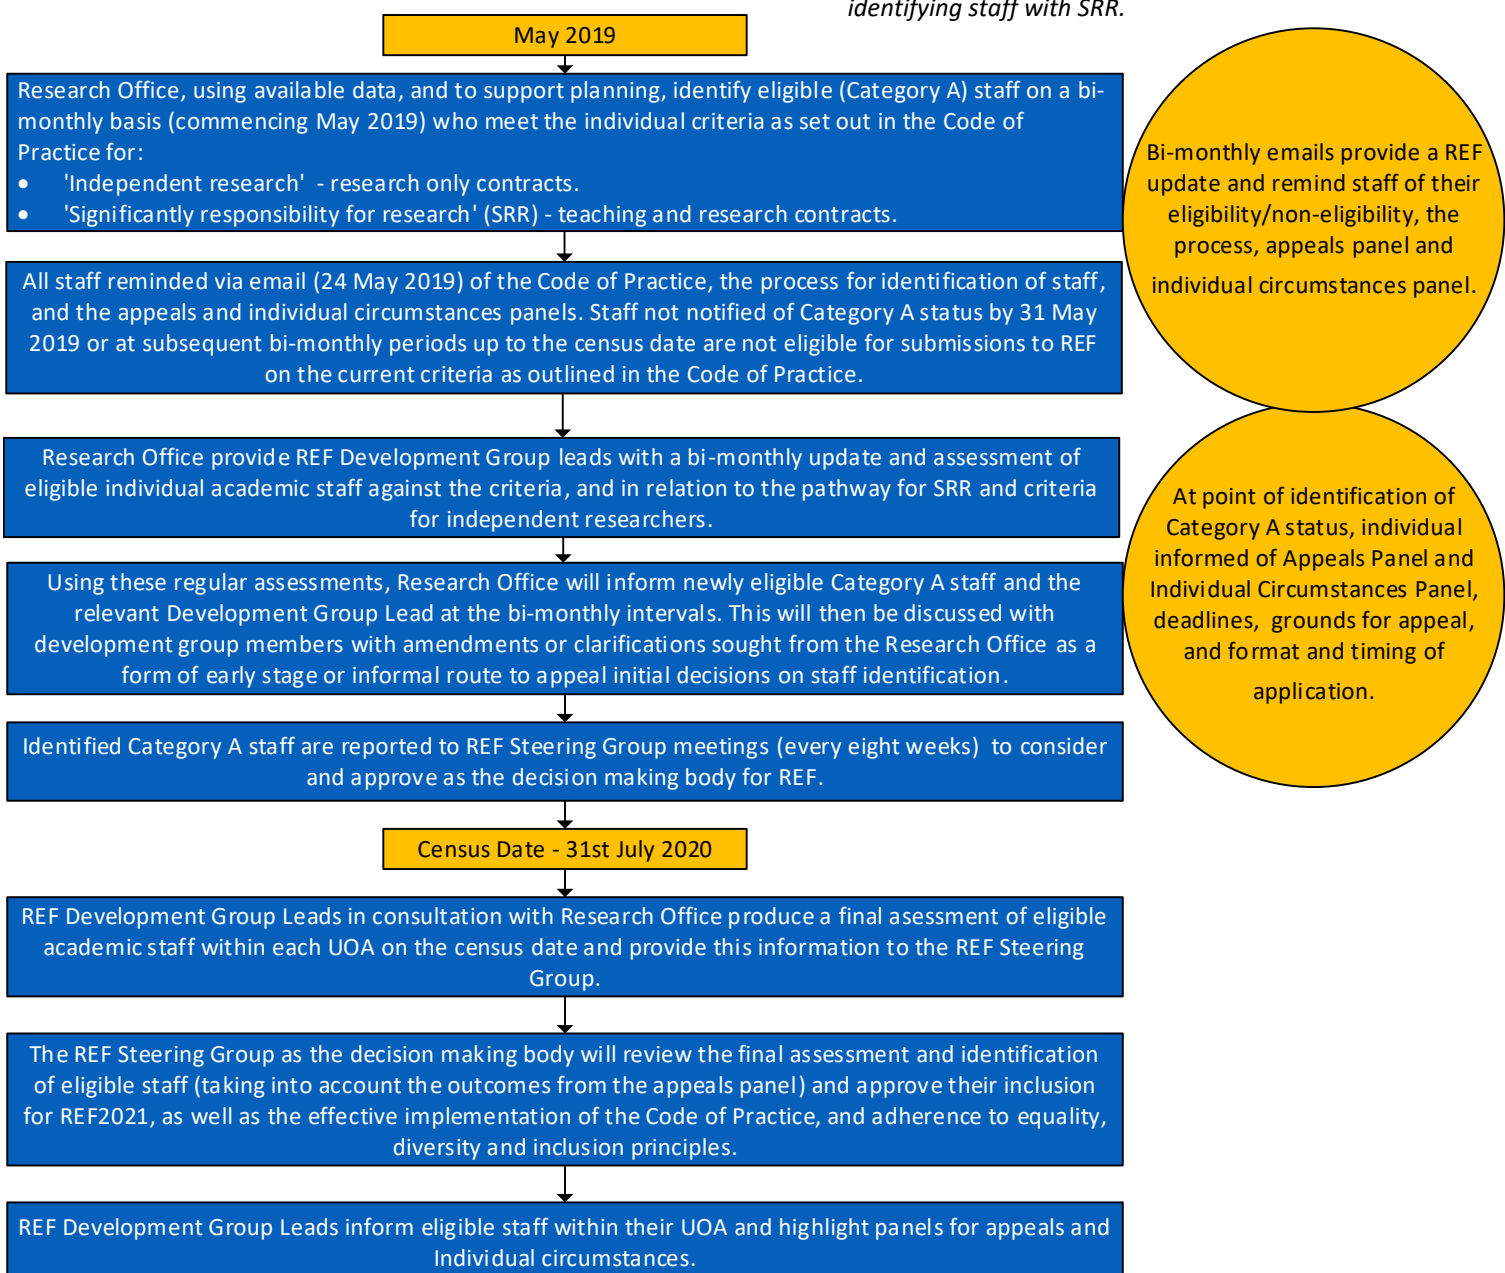 identifying staff with SRR.
May 2019
Research Office, using available data, and to support planning, identify eligible (Category A) staff on a bi-
monthly basis (commencing May 2019) who meet the individual criteria as set out in the Code of
Practice for:
• 'Independent research' - research only contracts.
• 'Significantly responsibility for research' (SRR) - teaching and research contracts.
All staff reminded via email (24 May 2019) of the Code of Practice, the process for identification of staff,
and the appeals and individual circumstances panels. Staff not notified of Category A status by 31 May
2019 or at subsequent bi-monthly periods up to the census date are not eligible for submissions to REF
on the current criteria as outlined in the Code of Practice.
Research Office provide REF Development Group leads with a bi-monthly update and assessment of
eligible individual academic staff against the criteria, and in relation to the pathway for SRR and criteria
for independent researchers.
Using these regular assessments, Research Office will inform newly eligible Category A staff and the
relevant Development Group Lead at the bi-monthly intervals. This will then be discussed with
development group members with amendments or clarifications sought from the Research Office as a
form of early stage or informal route to appeal initial decisions on staff identification.
Identified Category A staff are reported to REF Steering Group meetings (every eight weeks) to consider
and approve as the decision making body for REF.
Census Date - 31st July 2020
REF Development Group Leads in consultation with Research Office produce a final asessment of eligible
academic staff within each UOA on the census date and provide this information to the REF Steering
Group.
The REF Steering Group as the decision making body will review the final assessment and identification
of eligible staff (taking into account the outcomes from the appeals panel) and approve their inclusion
for REF2021, as well as the effective implementation of the Code of Practice, and adherence to equality,
diversity and inclusion principles.
REF Development Group Leads inform eligible staff within their UOA and highlight panels for appeals and
Individual circumstances.
Bi-monthly emails provide a REF
update and remind staff of their
eligibility/non-eligibility, the
process, appeals panel and
individual circumstances panel.
At point of identification of
Category A status, individual
informed of Appeals Panel and
Individual Circumstances Panel,
deadlines, grounds for appeal,
and format and timing of
application.